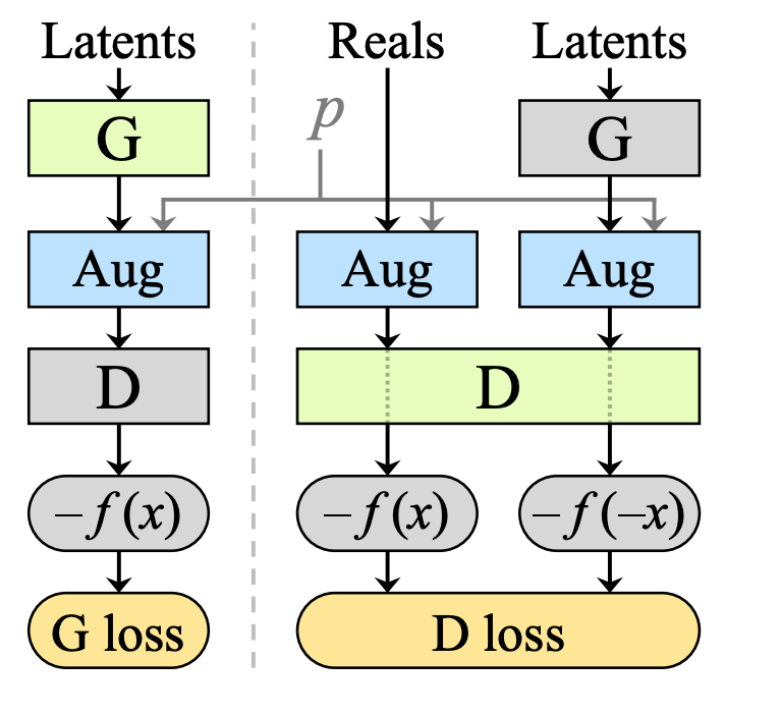 Latents Reals Latents
p
G G
Aug Aug Aug
D D
−f(x) −f(x) −f(−x)
G loss D loss